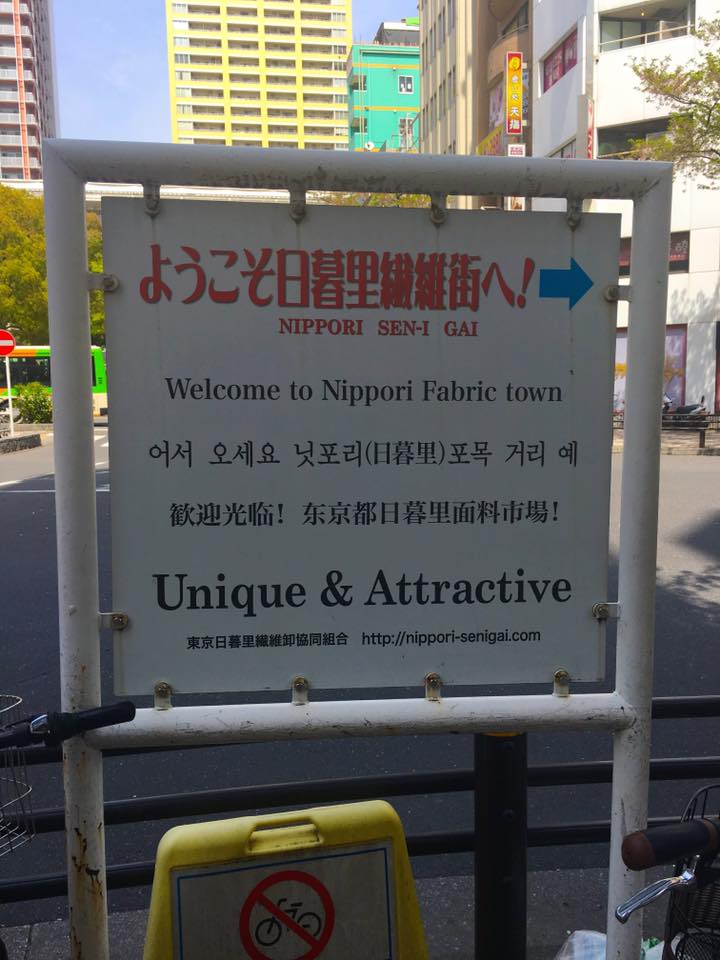 ようこそ日暮里繊維街へ!
NIPPORI SEN-I GAI
Welcome to Nippori Fabric town
어서 오세요 닛포리(日暮里)포목 거리 예
歓迎光临! 东京都日暮里面料市場!
Unique & Attractive
東京日暮里繊維卸協同組合 http://nippori-senigai.com